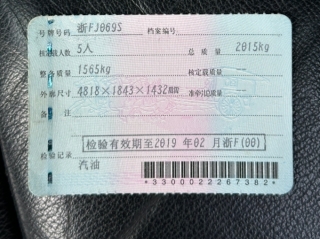 号牌号码 浙FJ069S 档案编号
核定载人数 5人 总质量 2015kg
整备质量 1565kg 核定载质量
外廓尺寸 4818×1843×1432mm 准牵引总质量
备注
检验有效期至2019年02月浙F(00)
检验记录
汽油
*3300022267382*